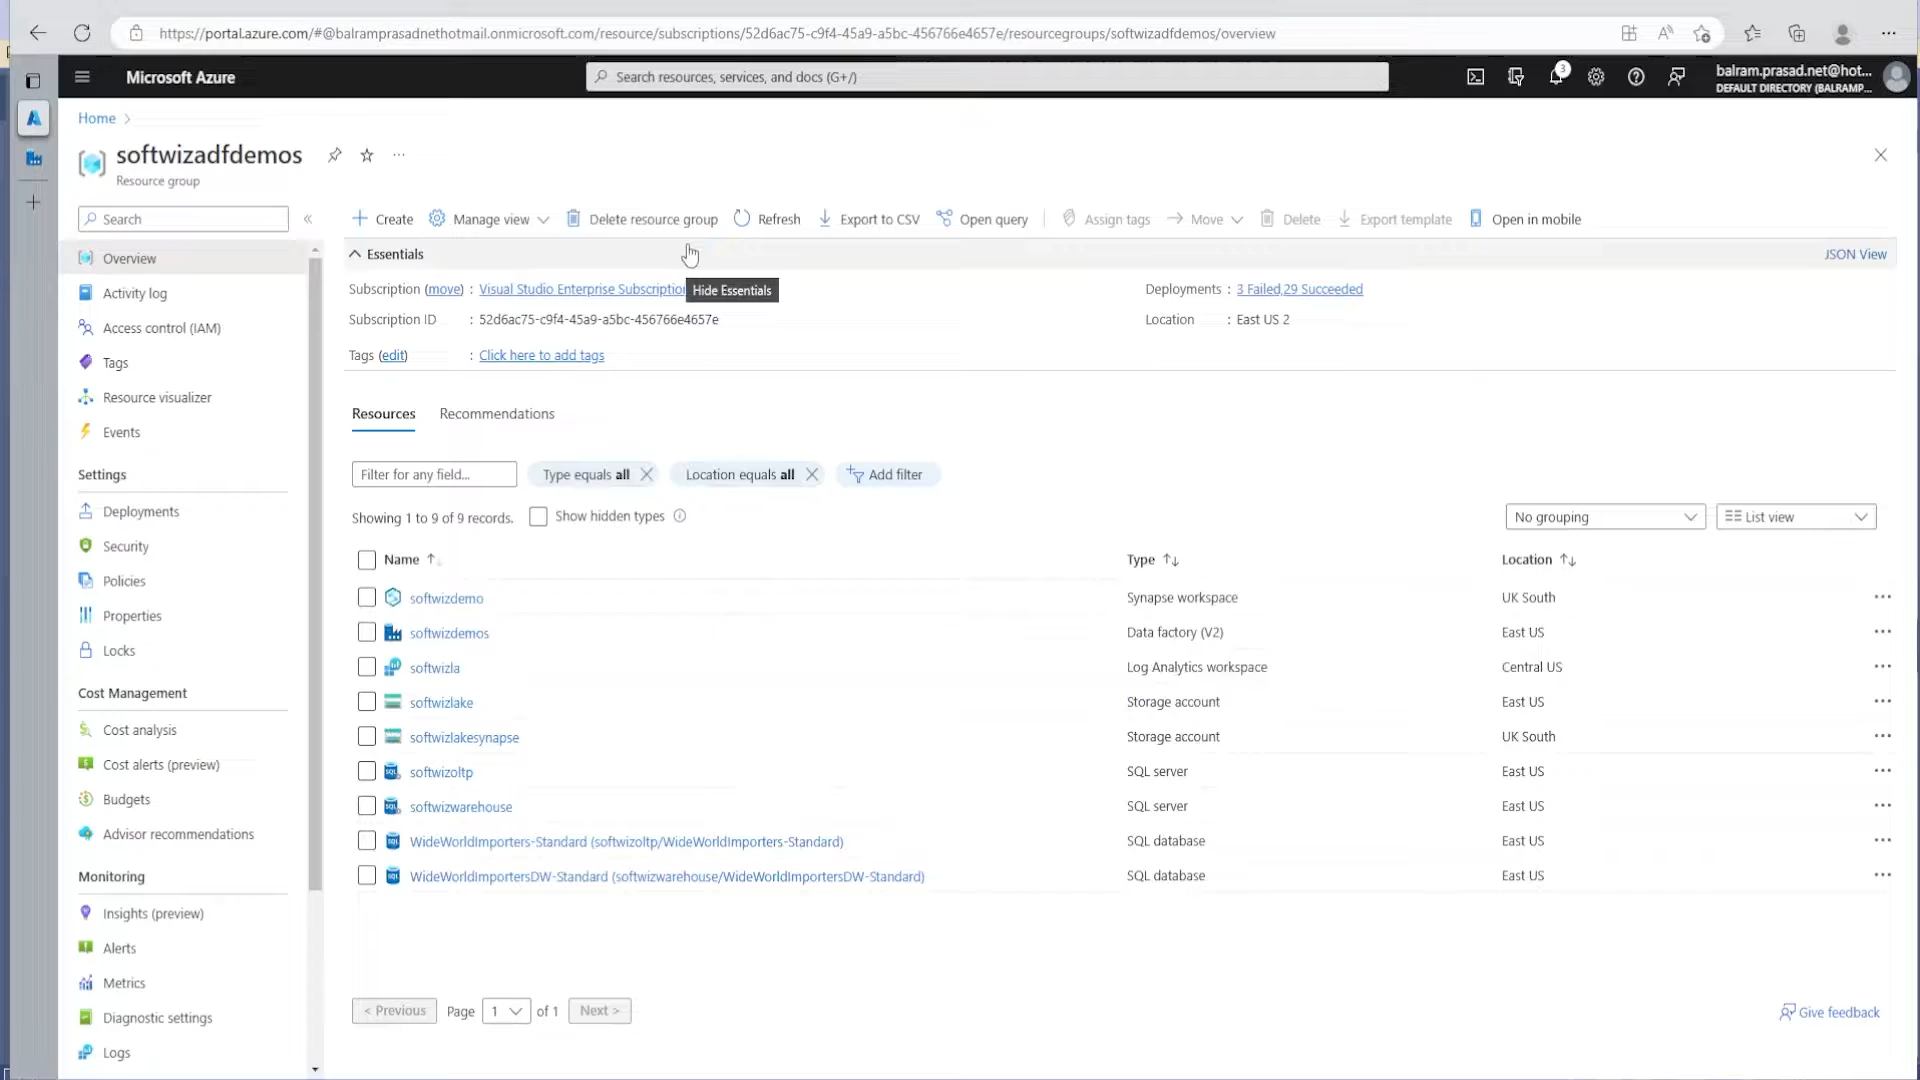 https://portal.azure.com/#@balramprasadnethotmail.onmicrosoft.com/resource/subscriptions/52d6ac75-c9f4-45a9-a5bc-456766e4657e/resourcegroups/softwizadfdemos/overview
Microsoft Azure
Search resources, services, and docs (G+/)
3
balram.prasad.net@hot...
DEFAULT DIRECTORY (BALRAMP...
Home >
softwizadfdemos
Resource group
Search
Create
Manage view
Delete resource group
Refresh
Export to CSV
Open query
Assign tags
Move
Delete
Export template
Open in mobile
Overview
Activity log
Access control (IAM)
Tags
Resource visualizer
Events
Settings
Deployments
Security
Policies
Properties
Locks
Cost Management
Cost analysis
Cost alerts (preview)
Budgets
Advisor recommendations
Monitoring
Insights (preview)
Alerts
Metrics
Diagnostic settings
Logs
Essentials
JSON View
Subscription (move) : Visual Studio Enterprise Subscription
Hide Essentials
Deployments : 3 Failed,29 Succeeded
Subscription ID : 52d6ac75-c9f4-45a9-a5bc-456766e4657e
Location : East US 2
Tags (edit) : Click here to add tags
Resources Recommendations
Filter for any field...
Type equals all
Location equals all
Add filter
Showing 1 to 9 of 9 records.
Show hidden types
No grouping
List view
Name Type Location
softwizdemo Synapse workspace UK South
softwizdemos Data factory (V2) East US
softwizla Log Analytics workspace Central US
softwizlake Storage account East US
softwizlakesynapse Storage account UK South
softwizoltp SQL server East US
softwizwarehouse SQL server East US
WideWorldImporters-Standard (softwizoltp/WideWorldImporters-Standard) SQL database East US
WideWorldImportersDW-Standard (softwizwarehouse/WideWorldImportersDW-Standard) SQL database East US
< Previous Page 1 of 1 Next >
Give feedback